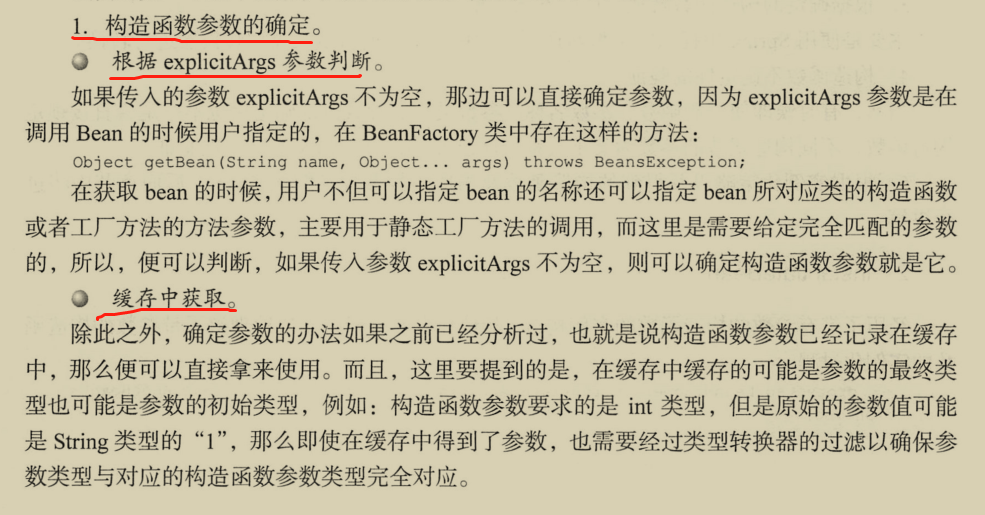 1. 构造函数参数的确定。
根据 explicitArgs 参数判断。
如果传入的参数 explicitArgs 不为空，那边可以直接确定参数，因为 explicitArgs 参数是在
调用 Bean 的时候用户指定的，在 BeanFactory 类中存在这样的方法：
Object getBean(String name, Object... args) throws BeansException;
在获取 bean 的时候，用户不但可以指定 bean 的名称还可以指定 bean 所对应类的构造函数
或者工厂方法的方法参数，主要用于静态工厂方法的调用，而这里是需要给定完全匹配的参数
的，所以，便可以判断，如果传入参数 explicitArgs 不为空，则可以确定构造函数参数就是它。
缓存中获取。
除此之外，确定参数的办法如果之前已经分析过，也就是说构造函数参数已经记录在缓存
中，那么便可以直接拿来使用。而且，这里要提到的是，在缓存中缓存的可能是参数的最终类
型也可能是参数的初始类型，例如：构造函数参数要求的是 int 类型，但是原始的参数值可能
是 String 类型的“1”，那么即使在缓存中得到了参数，也需要经过类型转换器的过滤以确保参
数类型与对应的构造函数参数类型完全对应。